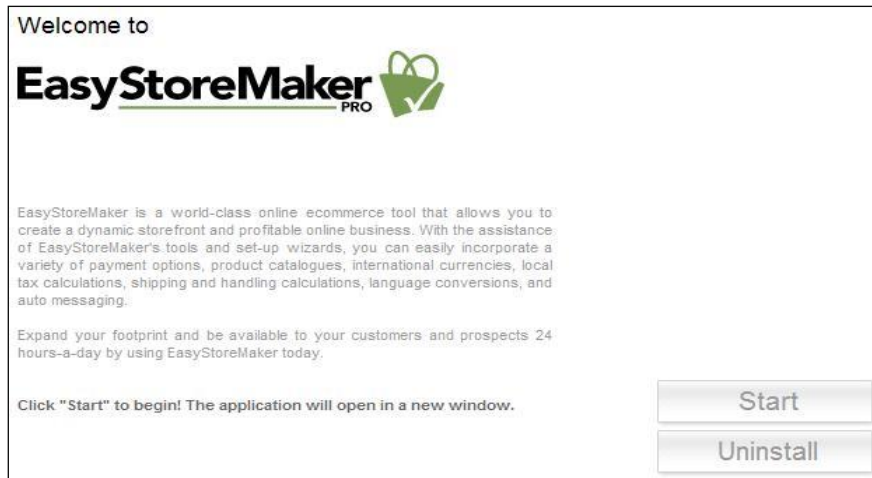 Welcome to
EasyStoreMaker
PRO
EasyStoreMaker is a world-class online ecommerce tool that allows you to
create a dynamic storefront and profitable online business. With the assistance
of EasyStoreMaker's tools and set-up wizards, you can easily incorporate a
variety of payment options, product catalogues, international currencies, local
tax calculations, shipping and handling calculations, language conversions, and
auto messaging.
Expand your footprint and be available to your customers and prospects 24
hours-a-day by using EasyStoreMaker today.
Click "Start" to begin! The application will open in a new window.
Start
Uninstall